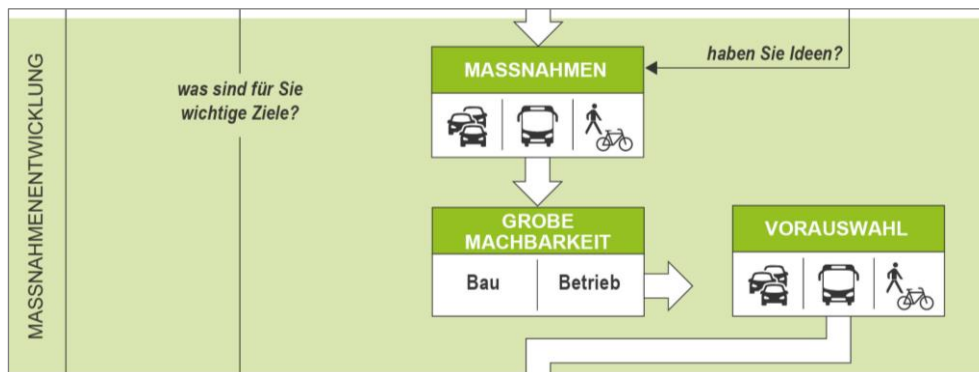 MASSNAHMENENTWICKLUNG
was sind für Sie
wichtige Ziele?
MASSNAHMEN
haben Sie Ideen?
GROBE
MACHBARKEIT
Bau
Betrieb
VORAUSWAHL